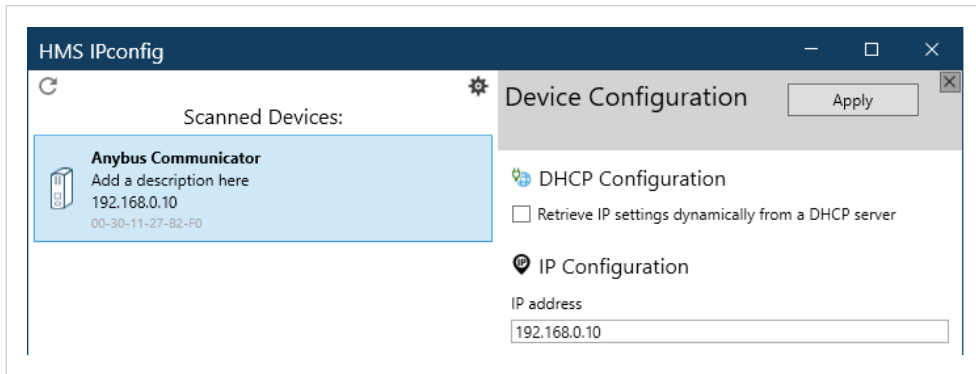 HMS IPconfig
Scanned Devices:
Anybus Communicator
Add a description here
192.168.0.10
00-30-11-27-B2-F0
Device Configuration
Apply
DHCP Configuration
Retrieve IP settings dynamically from a DHCP server
IP
IP Configuration
IP address
192.168.0.10